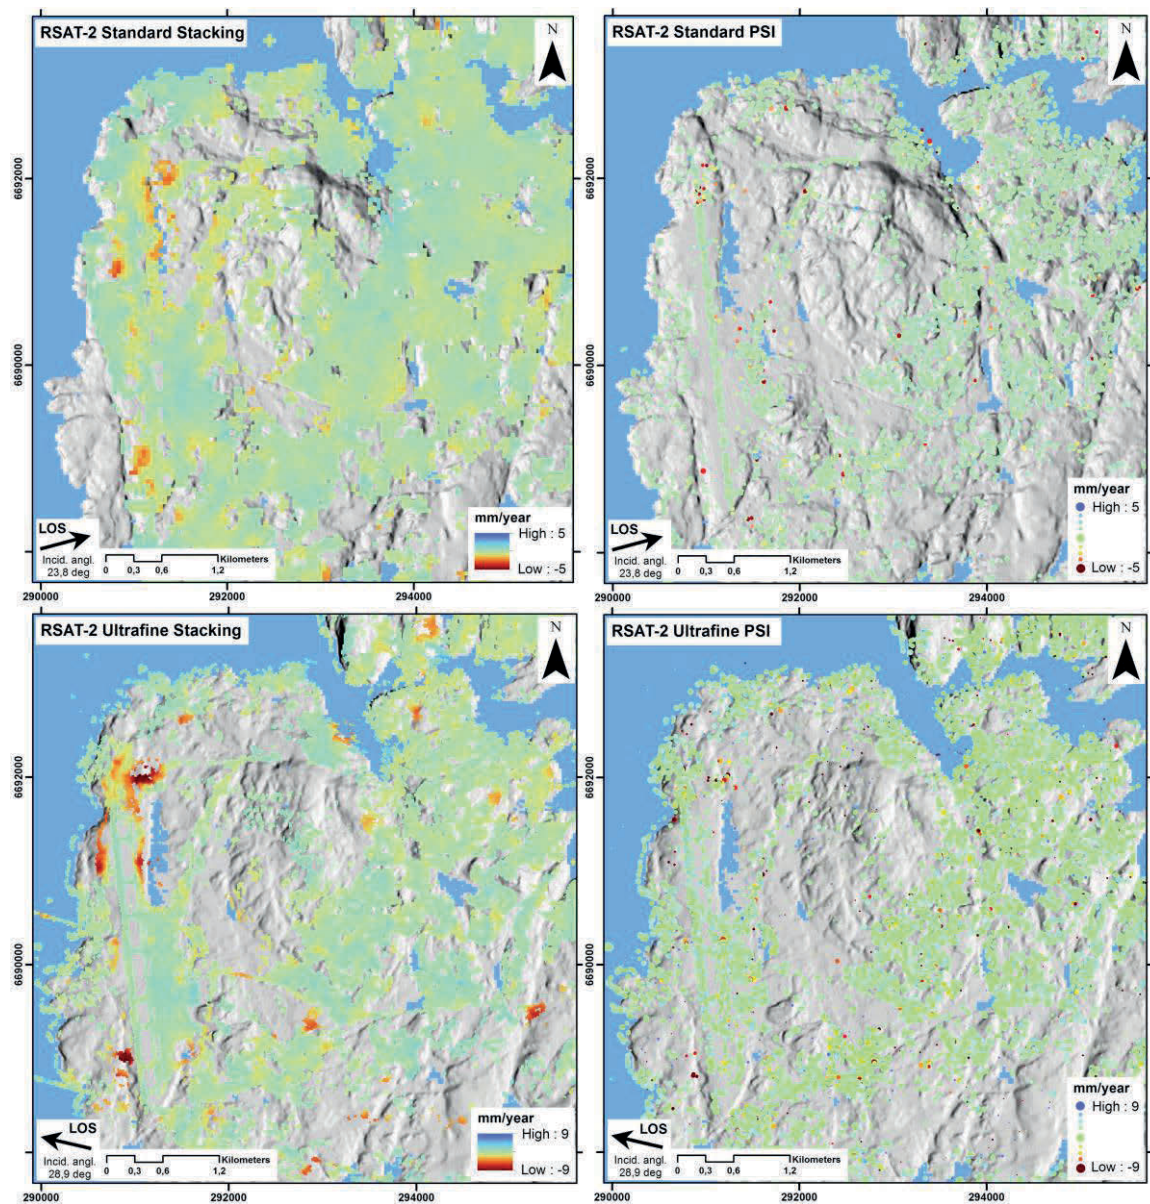 RSAT-2 Standard Stacking
N
6692000
6690000
LOS
Incid. angl.
23,8 deg
0 0,3 0,6 1,2
Kilometers
mm/year
High : 5
Low : -5
290000 292000 294000
RSAT-2 Standard PSI
N
6692000
6690000
LOS
Incid. angl.
23,8 deg
0 0,3 0,6 1,2
Kilometers
mm/year
High : 5
Low : -5
290000 292000 294000
RSAT-2 Ultrafine Stacking
N
6692000
6690000
LOS
Incid. angl.
28,9 deg
0 0,3 0,6 1,2
Kilometers
mm/year
High : 9
Low : -9
290000 292000 294000
RSAT-2 Ultrafine PSI
N
6692000
6690000
LOS
Incid. angl.
28,9 deg
0 0,3 0,6 1,2
Kilometers
mm/year
High : 9
Low : -9
290000 292000 294000